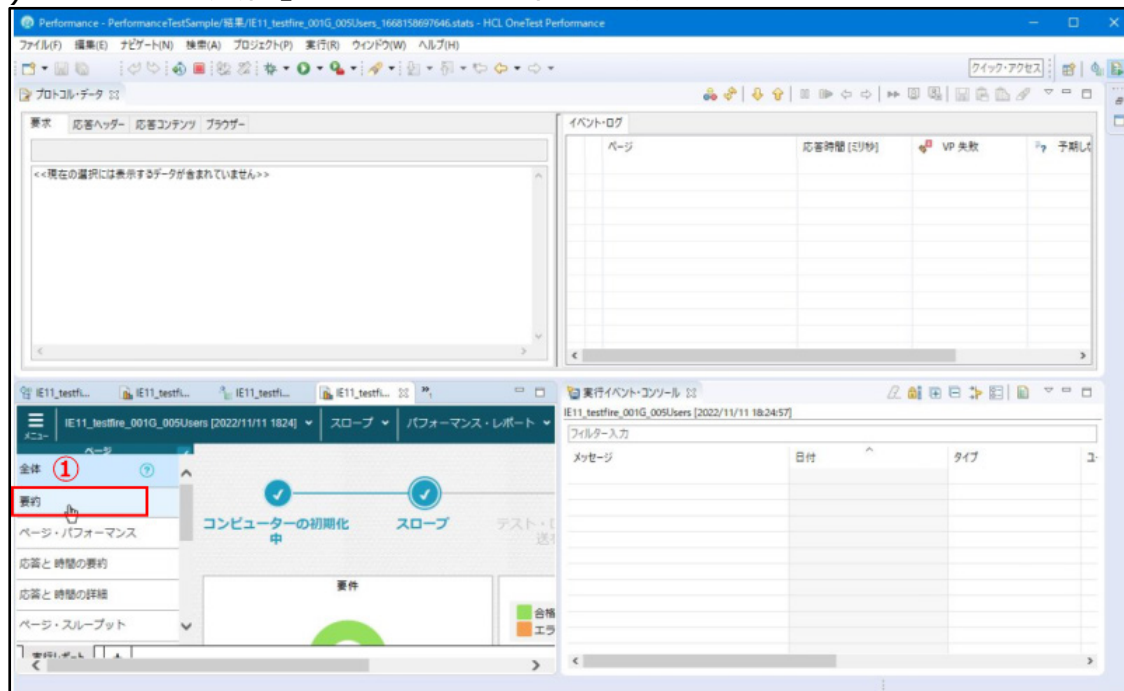 Performance - PerformanceTestSample/結果/IE11_testfire_001G_005Users_1668158697646.stats - HCL OneTest Performance
ファイル(F) 編集(E) ナビゲート(N) 検索(A) プロジェクト(P) 実行(R) ウィンドウ(W) ヘルプ(H)
クイック・アクセス
プロトコル・データ
要求 応答ヘッダー 応答コンテンツ ブラウザー
<<現在の選択には表示するデータが含まれていません>>
イベント・ログ
ページ 応答時間 [ミリ秒] VP 失敗 予期した
IE11_testfi... IE11_testfi... IE11_testfi... IE11_testfi...
メニュー IE11_testfire_001G_005Users [2022/11/11 1824] スロープ パフォーマンス・レポート
ページ
全体 ①
要約
ページ・パフォーマンス
応答と 時間の要約
応答と 時間の詳細
ページ・スループット
実行レポート +
コンピューターの初期化中
スロープ
要件
合格
エラ
実行イベント・コンソール
IE11_testfire_001G_005Users [2022/11/11 18:24:57]
フィルター入力
メッセージ 日付 タイプ ユ